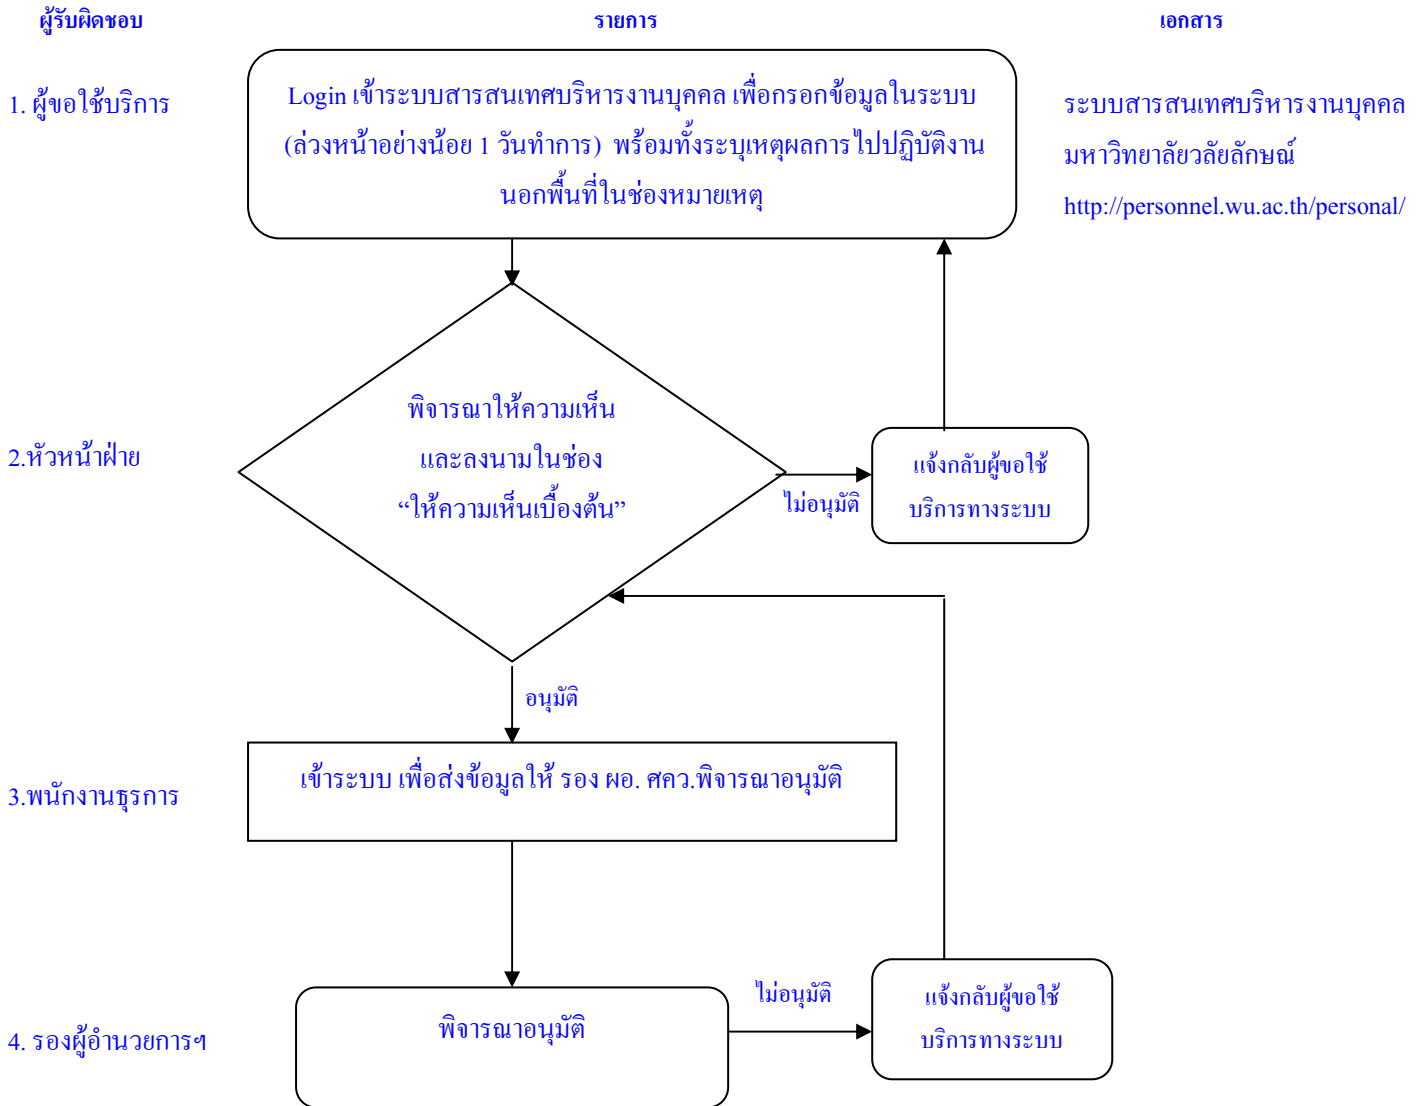 ผู้รับผิดชอบ
รายการ
เอกสาร
1. ผู้ขอใช้บริการ
Login เข้าระบบสารสนเทศบริหารงานบุคคล เพื่อกรอกข้อมูลในระบบ
(ล่วงหน้าอย่างน้อย 1 วันทำการ) พร้อมทั้งระบุเหตุผลการไปปฏิบัติงาน
นอกพื้นที่ในช่องหมายเหตุ
ระบบสารสนเทศบริหารงานบุคคล
มหาวิทยาลัยวลัยลักษณ์
http://personnel.wu.ac.th/personal/
2.หัวหน้าฝ่าย
พิจารณาให้ความเห็น
และลงนามในช่อง
“ให้ความเห็นเบื้องต้น”
ไม่อนุมัติ
แจ้งกลับผู้ขอใช้
บริการทางระบบ
อนุมัติ
3.พนักงานธุรการ
เข้าระบบ เพื่อส่งข้อมูลให้ รอง ผอ. ศคว.พิจารณาอนุมัติ
4. รองผู้อำนวยการฯ
พิจารณาอนุมัติ
ไม่อนุมัติ
แจ้งกลับผู้ขอใช้
บริการทางระบบ